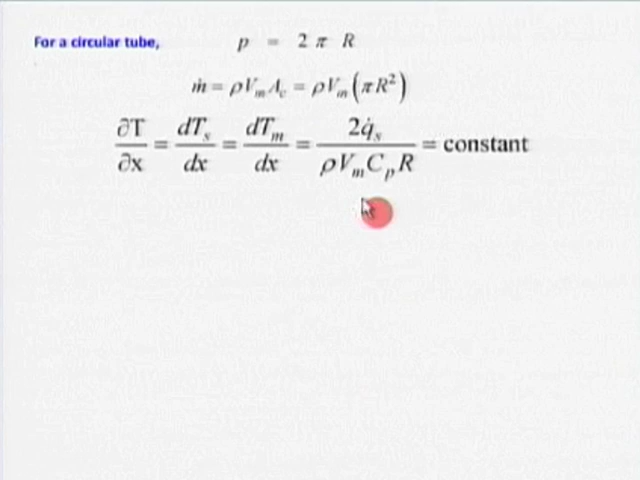 For a circular tube, p = 2 π R
ṁ = ρV_m A_c = ρV_m (πR²)
∂T/∂x = dT_s/dx = dT_m/dx = 2q̇_s/(ρV_m C_p R) = constant